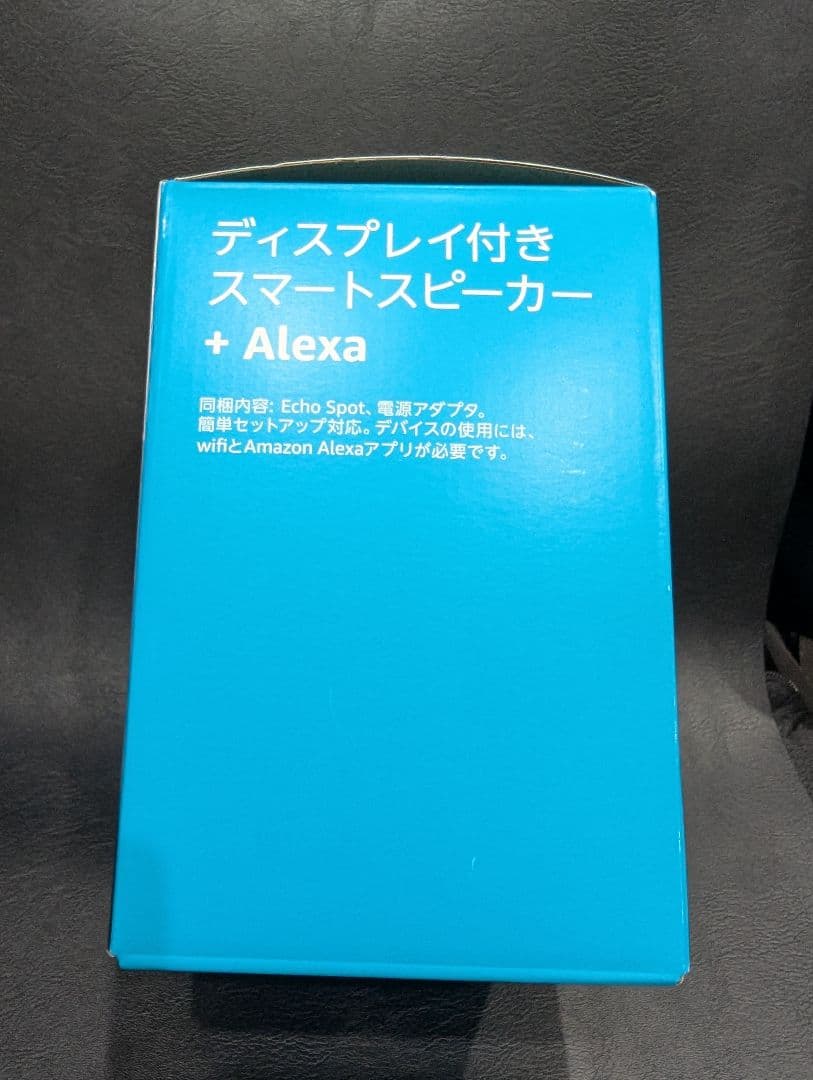 ディスプレイ付き
スマートスピーカー
+ Alexa
同梱内容: Echo Spot、電源アダプタ。
簡単セットアップ対応。デバイスの使用には、
wifiとAmazon Alexaアプリが必要です。